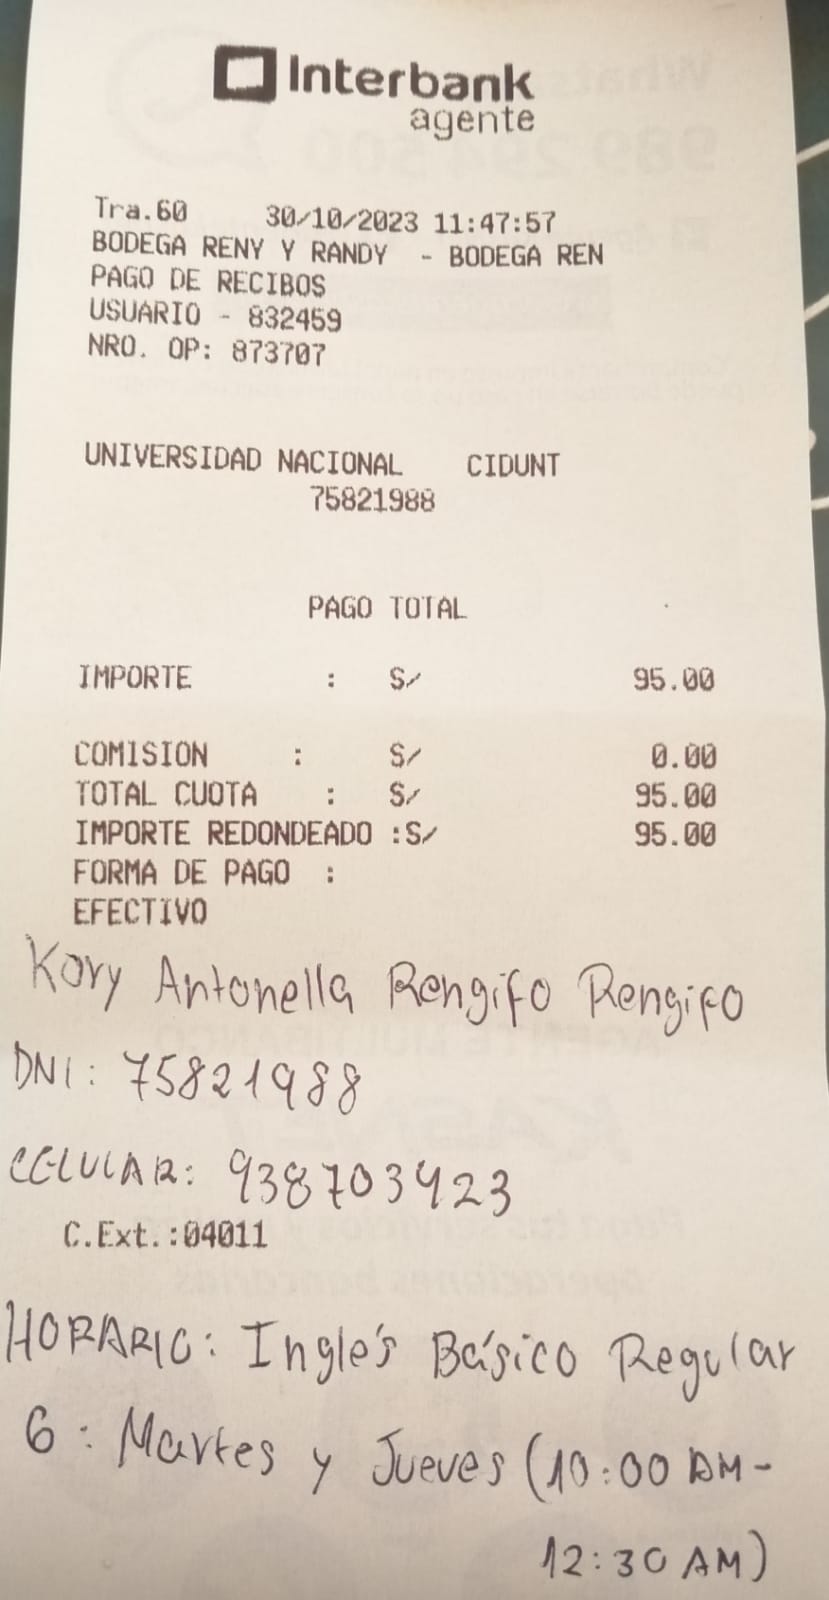 Interbank
agente
Tra.60 30/10/2023 11:47:57
BODEGA RENY Y RANDY - BODEGA REN
PAGO DE RECIBOS
USUARIO - 832459
NRO. OP: 873707
UNIVERSIDAD NACIONAL CIDUNT
75821988
PAGO TOTAL
IMPORTE : S/ 95.00
COMISION : S/ 0.00
TOTAL CUOTA : S/ 95.00
IMPORTE REDONDEADO :S/ 95.00
FORMA DE PAGO :
EFECTIVO
Kory Antonella Rengifo Rengifo
DNI: 75821988
CELULAR: 938703423
C.Ext.:04011
HORARIO: Inglés Básico Regular
6: Martes y Jueves (10:00 AM-
12:30 AM)